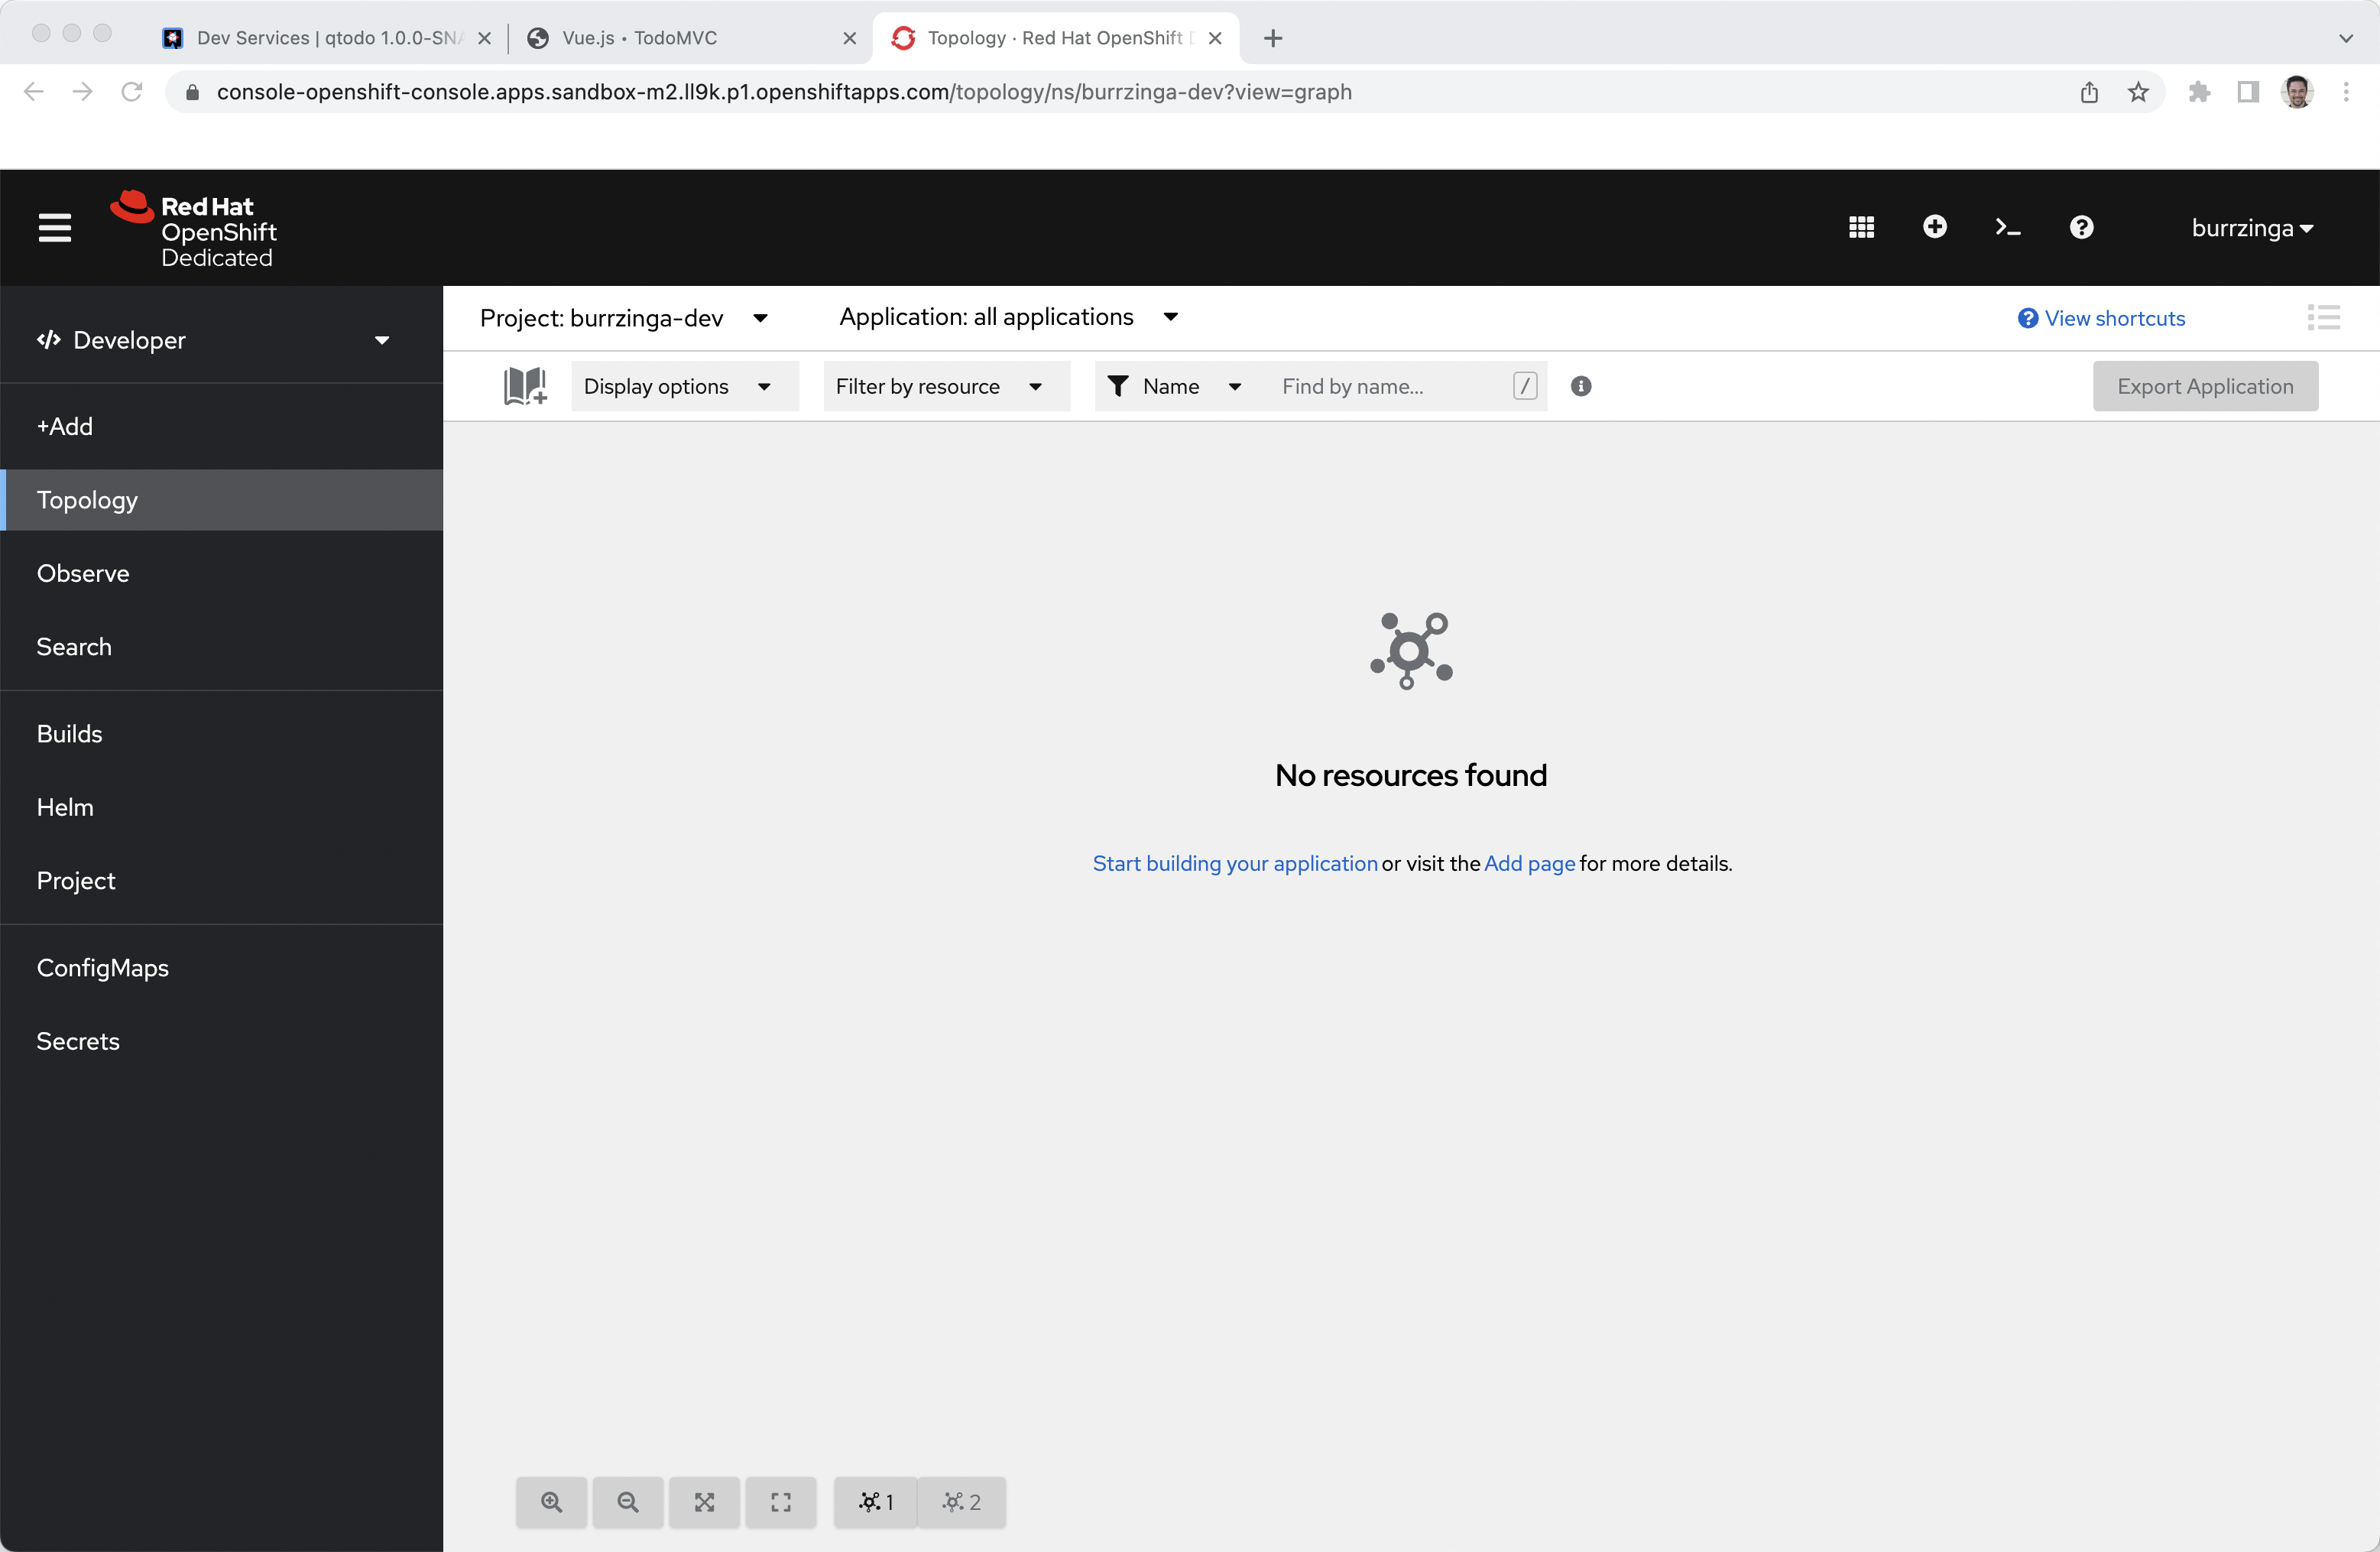 Dev Services | qtodo 1.0.0-SNA
Vue.js • TodoMVC
Topology · Red Hat OpenShift D
console-openshift-console.apps.sandbox-m2.ll9k.p1.openshiftapps.com/topology/ns/burrzinga-dev?view=graph
Red Hat
OpenShift
Dedicated
burrzinga
Developer
+Add
Topology
Observe
Search
Builds
Helm
Project
ConfigMaps
Secrets
Project: burrzinga-dev
Application: all applications
View shortcuts
Display options
Filter by resource
Name
Find by name...
/
Export Application
No resources found
Start building your application or visit the Add page for more details.
1
2